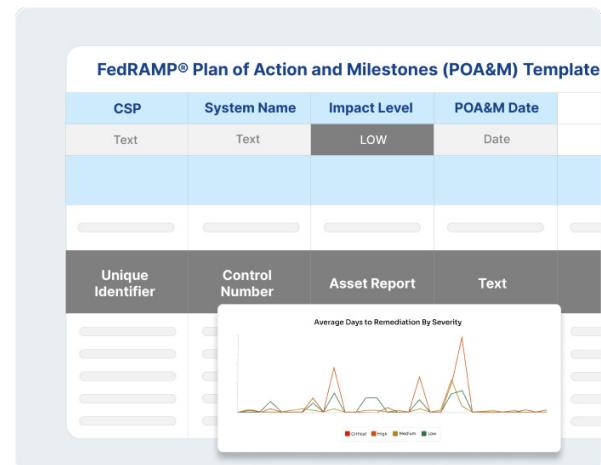 FedRAMP® Plan of Action and Milestones (POA&M) Template
CSP System Name Impact Level POA&M Date
Text Text LOW Date
Unique Identifier Control Number Asset Report Text
Average Days to Remediation By Severity
Critical High Medium Low